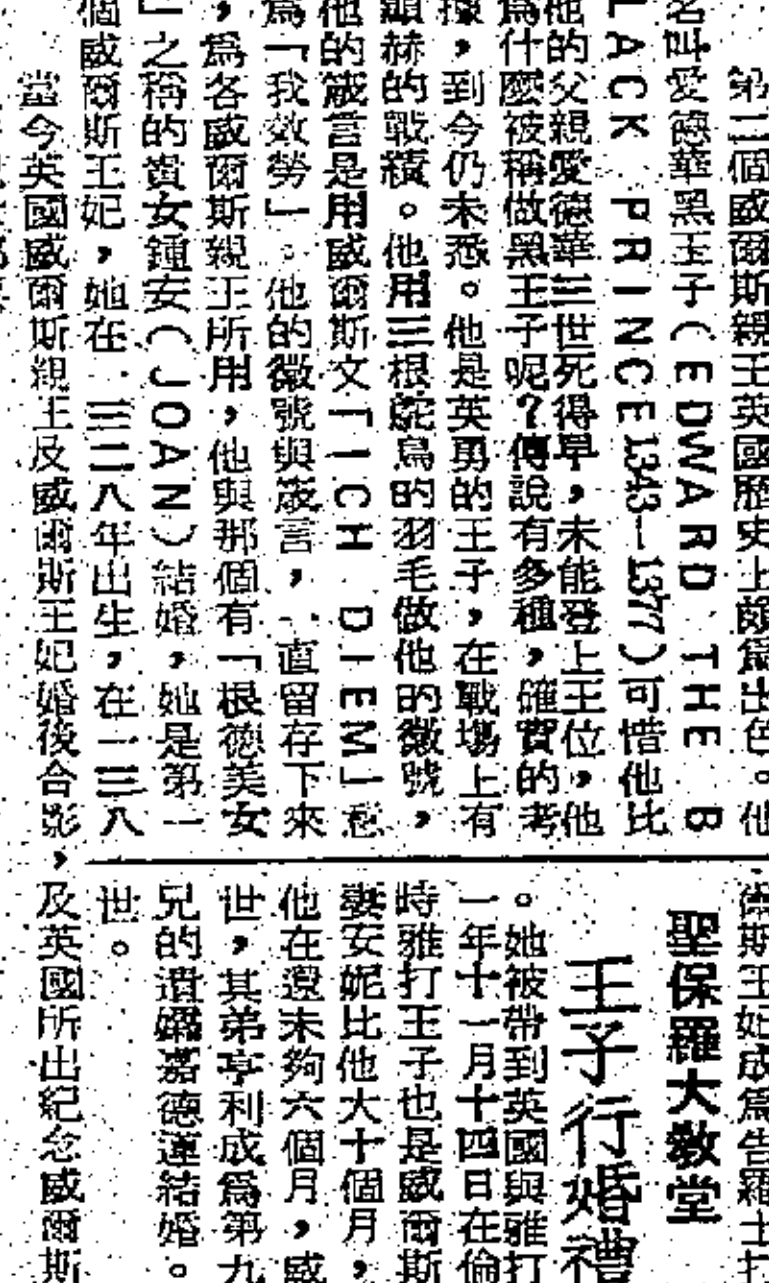 第二個威爾斯親王英國歷史上頗爲出色。他
名叫愛德華黑王子（EDWARD THE B
LACK PRINCE 1343—1377）可惜他比
他的父親愛德華三世死得早，未能登上王位，他
爲什麽被稱做黑王子呢？傳說有多種，確實的考
據，到今仍未悉。他是英勇的王子，在戰場上有
顯赫的戰績。他用三根鴕鳥的羽毛做他的徽號，
他的箴言是用威爾斯文「ICH DIEM」意
爲「我效勞」。他的徽號與箴言，一直留存下來
，爲各威爾斯親王所用，他與那個有「根德美女
」之稱的貴女鍾安（JOAN）結婚，她是第一
個威爾斯王妃，她在一三二八年出生，在一三八
當今英國威爾斯親王及威爾斯王妃婚後合影，及英國所出紀念威爾斯
斯王妃成爲告羅士打
聖保羅大教堂
王子行婚禮
。她被帶到英國與雅打
一年十一月十四日在倫
時雅打王子也是威爾斯
妻安妮比他大十個月，
他在還未夠六個月，威
世，其弟亨利成爲第九
兄的遺孀嘉德蓮結婚。
世。